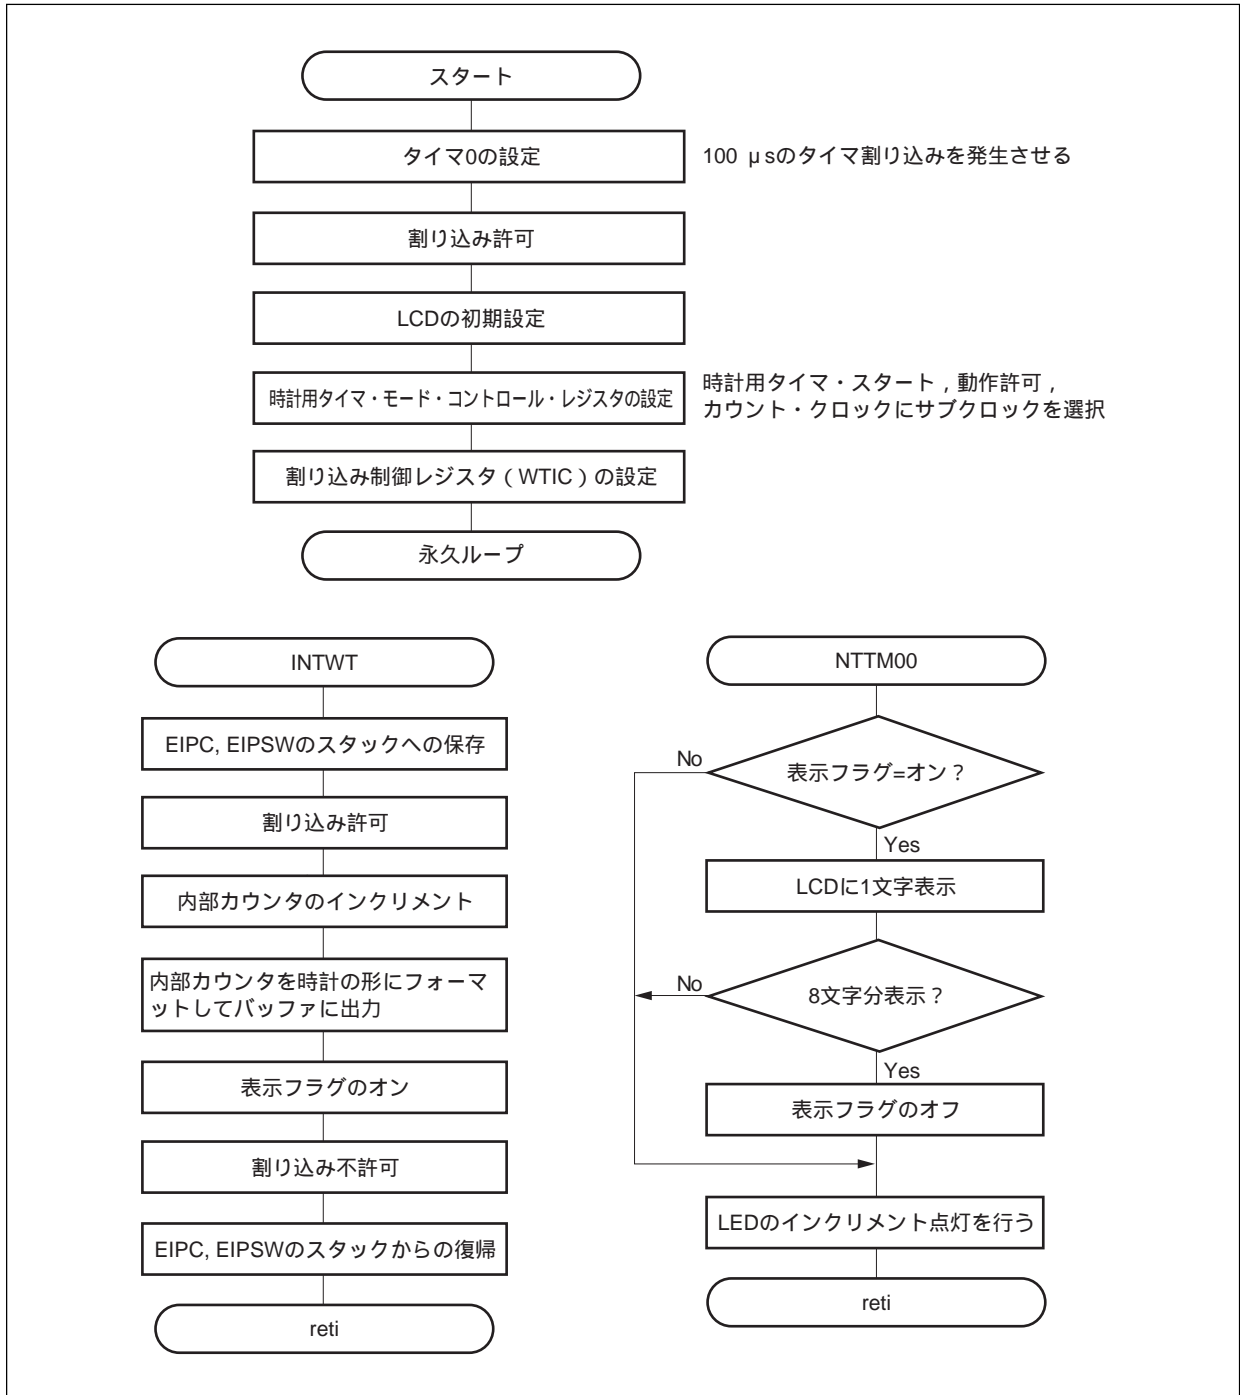 スタート
タイマ0の設定
100 μsのタイマ割り込みを発生させる
割り込み許可
LCDの初期設定
時計用タイマ・モード・コントロール・レジスタの設定
時計用タイマ・スタート，動作許可，
カウント・クロックにサブクロックを選択
割り込み制御レジスタ（WTIC）の設定
永久ループ
INTWT
EIPC, EIPSWのスタックへの保存
割り込み許可
内部カウンタのインクリメント
内部カウンタを時計の形にフォーマ
ットしてバッファに出力
表示フラグのオン
割り込み不許可
EIPC, EIPSWのスタックからの復帰
reti
NTTM00
表示フラグ=オン？
No
Yes
LCDに1文字表示
8文字分表示？
No
Yes
表示フラグのオフ
LEDのインクリメント点灯を行う
reti